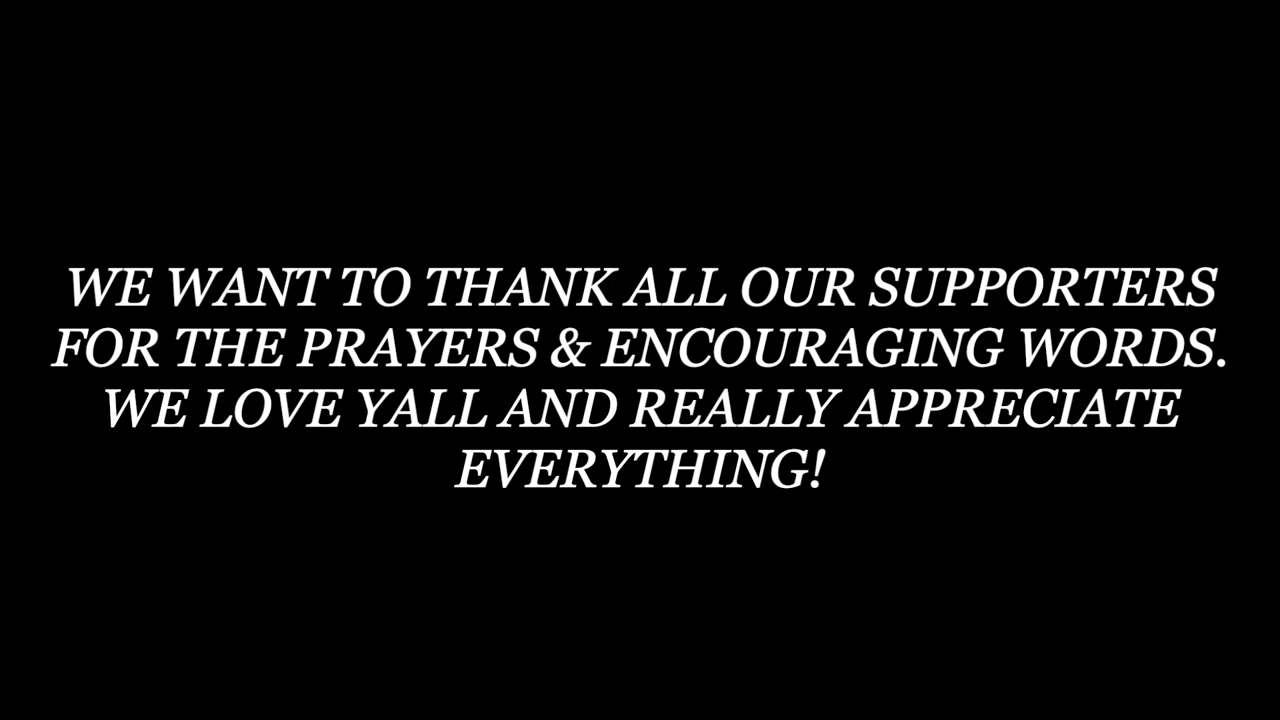 WE WANT TO THANK ALL OUR SUPPORTERS
FOR THE PRAYERS & ENCOURAGING WORDS.
WE LOVE YALL AND REALLY APPRECIATE
EVERYTHING!